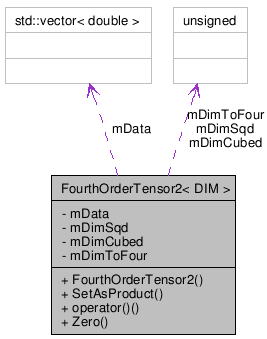 std::vector< double >
unsigned
mData
mDimToFour
mDimSqd
mDimCubed
FourthOrderTensor2< DIM >
- mData
- mDimSqd
- mDimCubed
- mDimToFour
+ FourthOrderTensor2()
+ SetAsProduct()
+ operator()()
+ Zero()